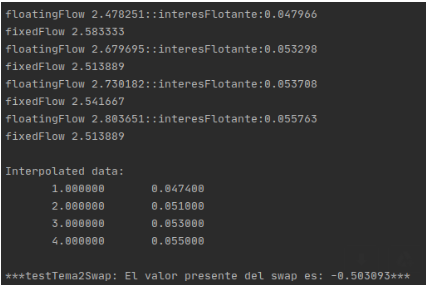 floatingFlow 2.478251::interesFlotante:0.047966
fixedFlow 2.583333
floatingFlow 2.679695::interesFlotante:0.053298
fixedFlow 2.513889
floatingFlow 2.730182::interesFlotante:0.053708
fixedFlow 2.541667
floatingFlow 2.803651::interesFlotante:0.055763
fixedFlow 2.513889
Interpolated data:
1.000000 0.047400
2.000000 0.051000
3.000000 0.053000
4.000000 0.055000
***testTema2Swap: El valor presente del swap es: -0.503093***